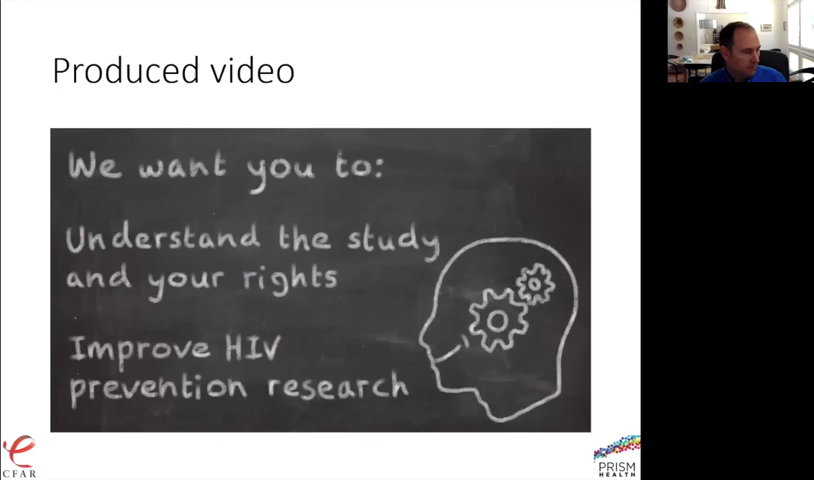 Produced video
We want you to:
Understand the study
and your rights
Improve HIV
prevention research
CFAR
PRISM
HEALTH